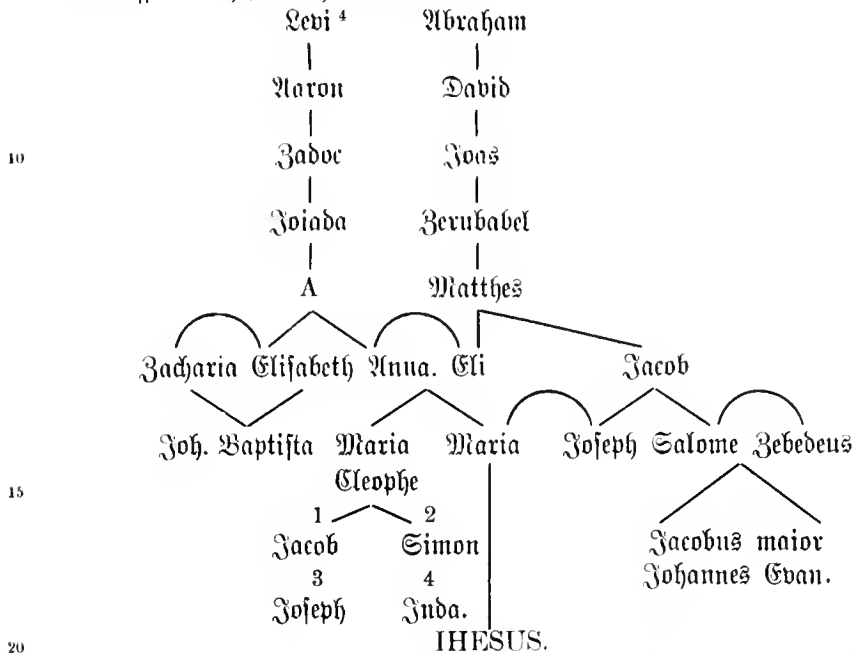 Levi 4 Abraham
Aaron David
10 Zadoc Joas
Joiada Zerubabel
A Matthes
Zacharia Elisabeth Anna. Eli Jacob
Joh. Baptista Maria Maria Joseph Salome Zebedeus
Cleophe
15
1 2
Jacob Simon Jacobus maior
3 4 Johannes Evan.
Joseph Juda.
20 IHESUS.